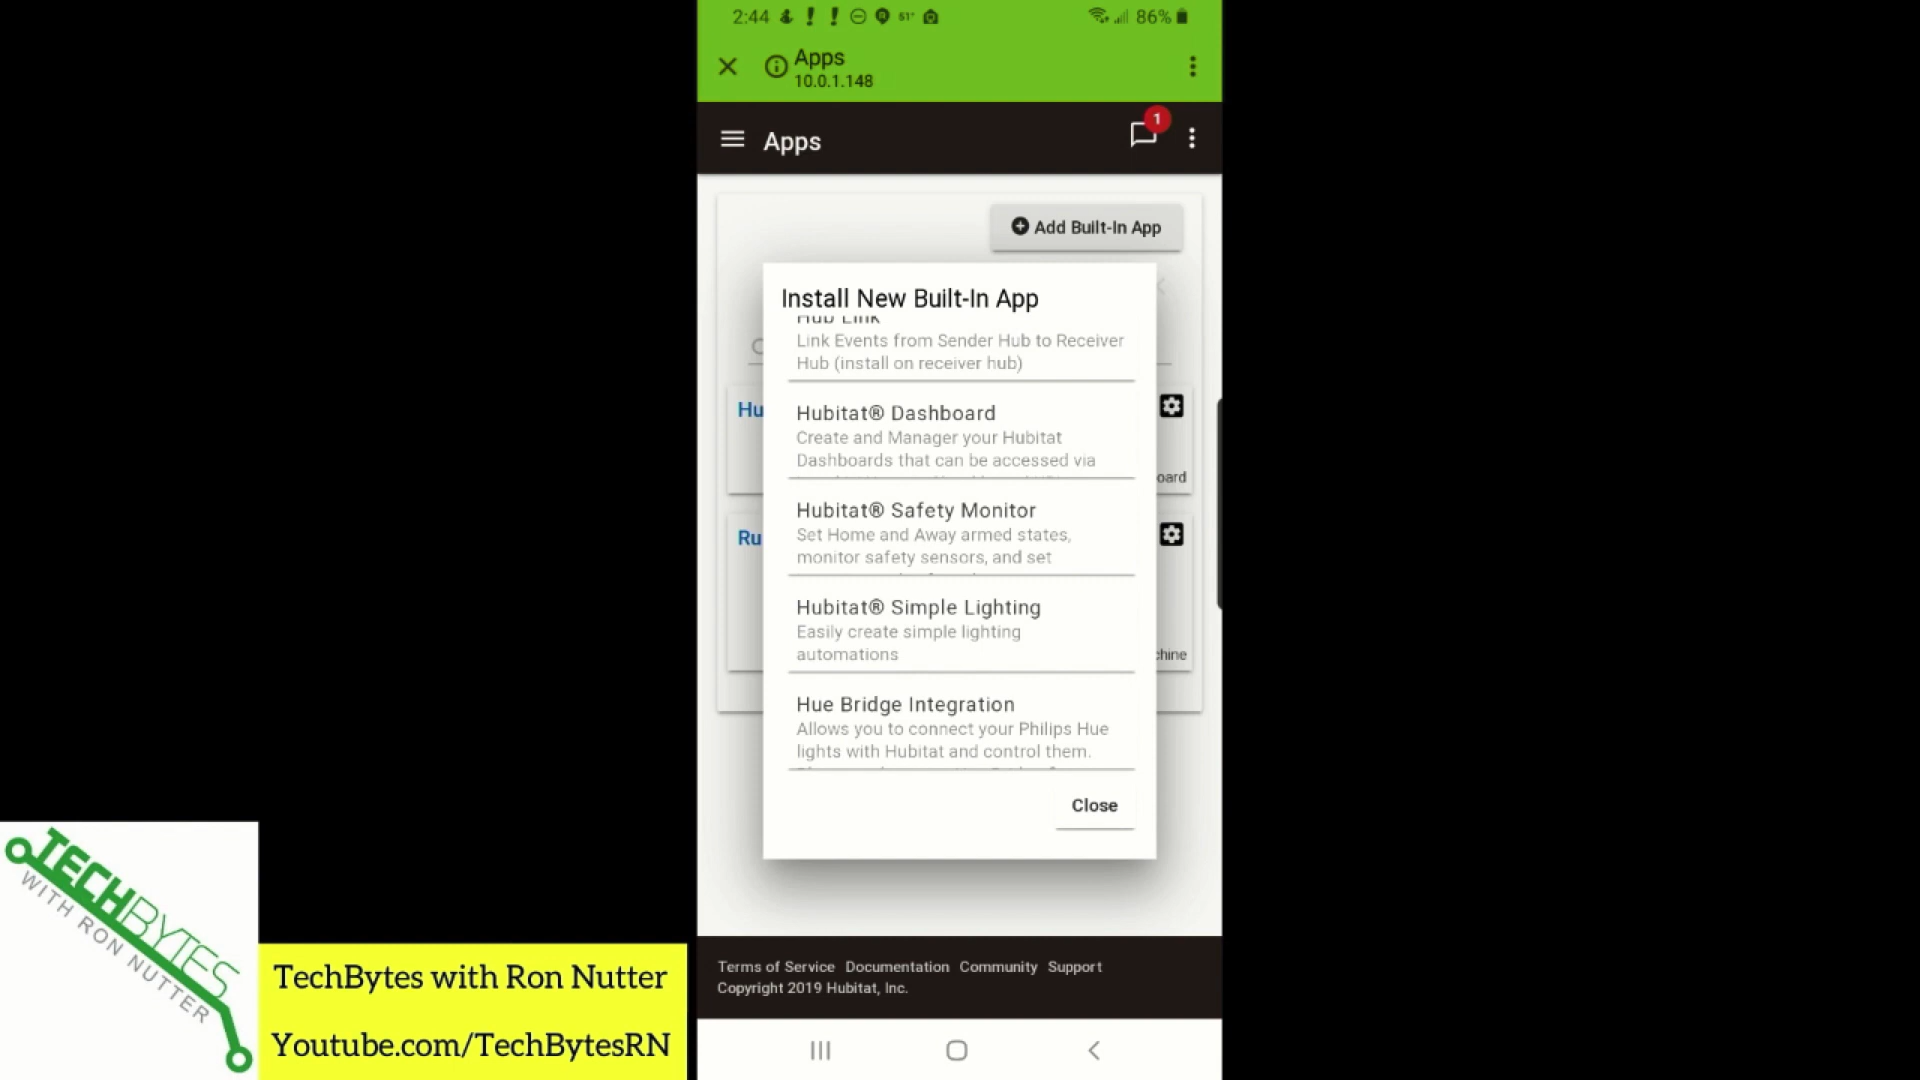 2:44
51°
86%
Apps
10.0.1.148
Apps
1
Add Built-In App
Install New Built-In App
Hub Link
Link Events from Sender Hub to Receiver
Hub (install on receiver hub)
Hu
Hubitat® Dashboard
Create and Manager your Hubitat
Dashboards that can be accessed via
oard
Hubitat® Safety Monitor
Ru
Set Home and Away armed states,
monitor safety sensors, and set
Hubitat® Simple Lighting
Easily create simple lighting
automations
chine
Hue Bridge Integration
Allows you to connect your Philips Hue
lights with Hubitat and control them.
Close
Terms of Service Documentation Community Support
Copyright 2019 Hubitat, Inc.
TECHBYTES
WITH RON NUTTER
TechBytes with Ron Nutter
Youtube.com/TechBytesRN